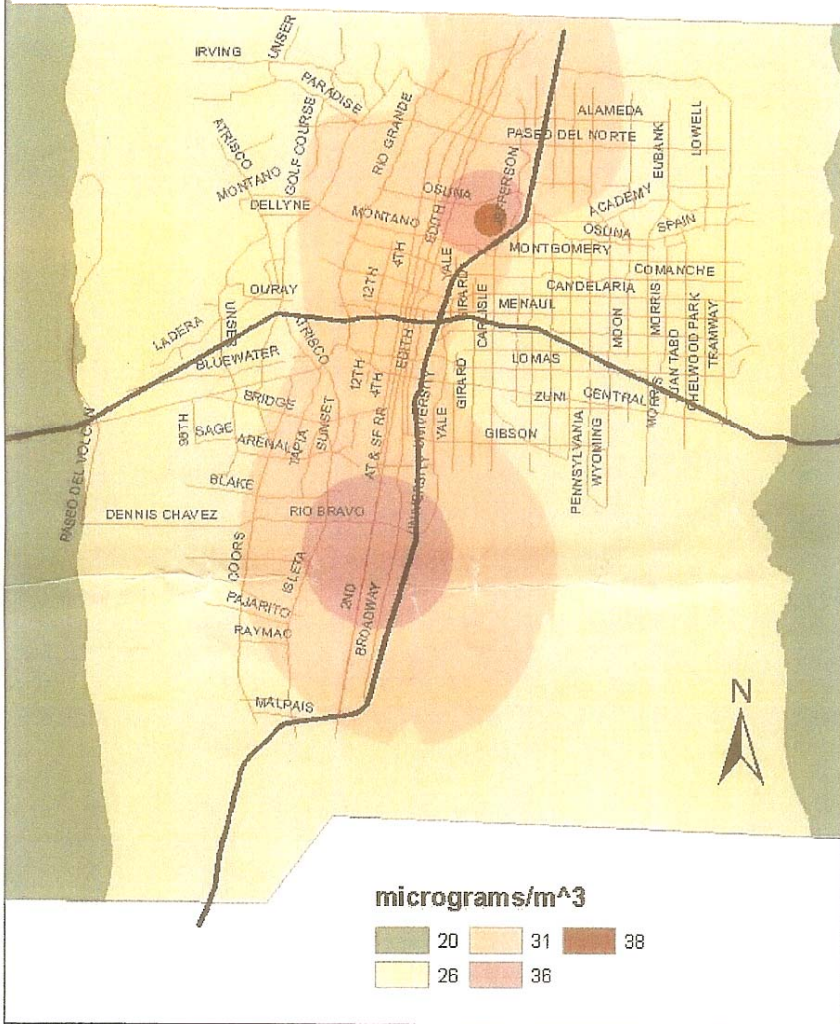 IRVING
UNSER
PARADISE
ALAMEDA
PASEO DEL NORTE
LOWELL
EUBANK
ATRISCO
GOLF COURSE
RIO GRANDE
JEFFERSON
MONTANO
DELLYNE
OSUNA
MONTANO
EDITH
ACADEMY
OSUNA
SPAIN
MONTGOMERY
4TH
12TH
YALE
COMANCHE
CANDELARIA
OURAY
GIRARD
CARLISLE
MENAUL
MOON
MORRIS
JUAN TABO
CHELWOOD PARK
TRAMWAY
LADERA
UNSER
ATRISCO
BLUEWATER
EDITH
LOMAS
12TH
4TH
GIRARD
ZUNI
CENTRAL
MORRIS
BRIDGE
SUNSET
UNIVERSITY
YALE
98TH
SAGE
ARENAL
TAPIA
AT & SF RR
GIBSON
PENNSYLVANIA
WYOMING
PASEO DEL VOLCAN
BLAKE
UNIVERSITY
DENNIS CHAVEZ
RIO BRAVO
COORS
ISLETA
2ND
BROADWAY
PAJARITO
RAYMAC
MALPAIS
N
micrograms/m^3
20 31 38
26 36